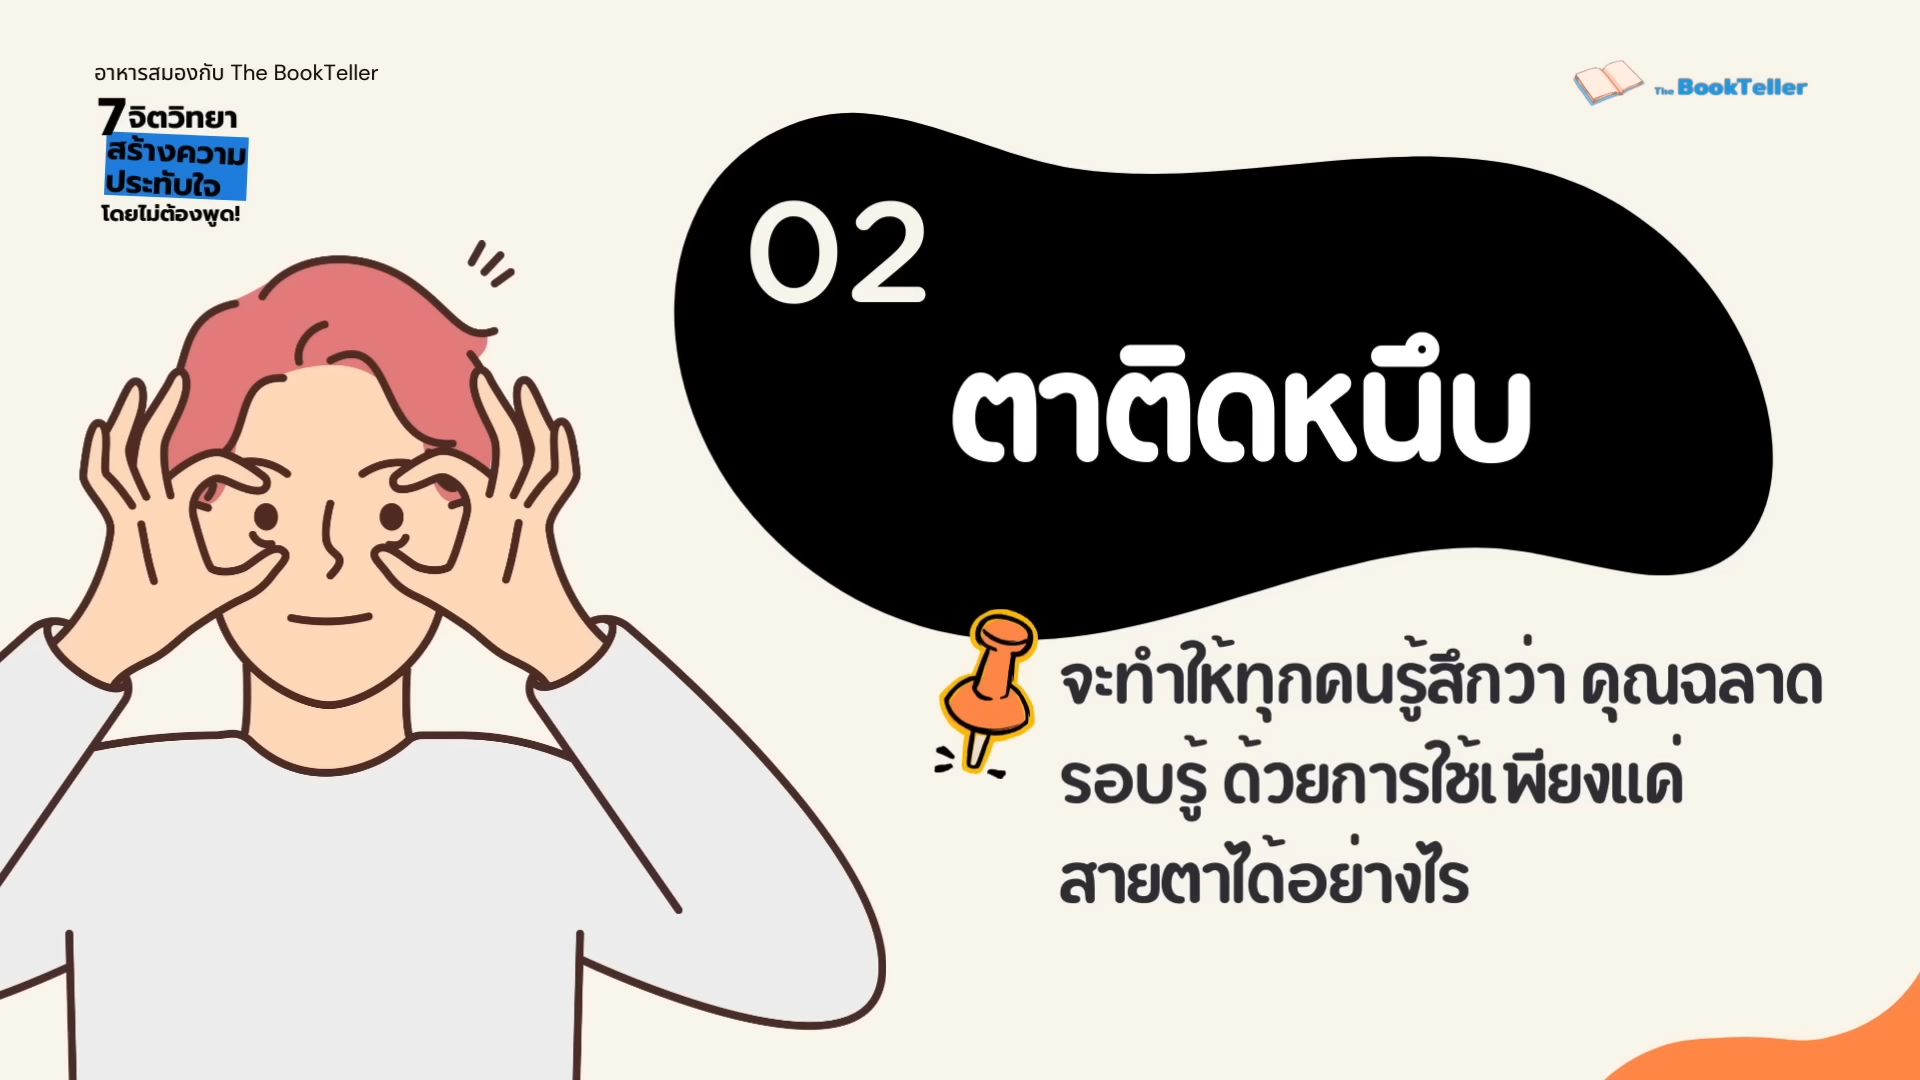 อาหารสมองกับ The BookTeller
7 จิตวิทยา
สร้างความ
ประทับใจ
โดยไม่ต้องพูด!
The BookTeller
02
ตาติดหนึบ
จะทำให้ทุกคนรู้สึกว่า คุณฉลาด
รอบรู้ ด้วยการใช้เพียงแค่
สายตาได้อย่างไร